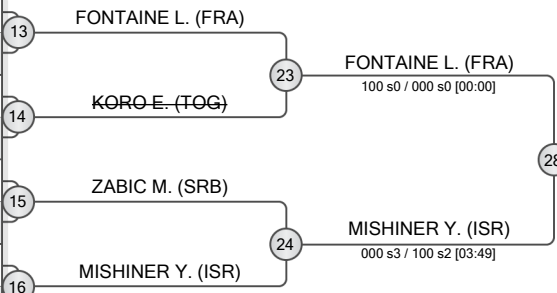 FONTAINE L. (FRA)
13
23
FONTAINE L. (FRA)
100 s0 / 000 s0 [00:00]
KORO E. (TOG)
14
28
ZABIC M. (SRB)
15
24
MISHINER Y. (ISR)
000 s3 / 100 s2 [03:49]
MISHINER Y. (ISR)
16